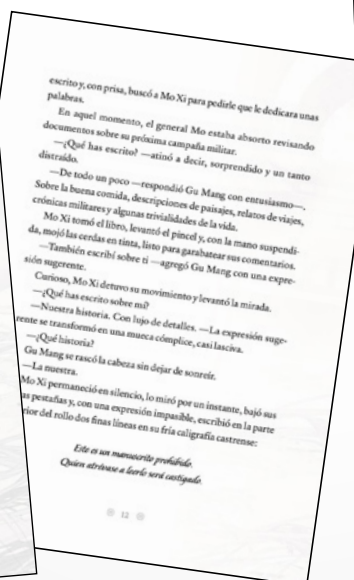 escrito y, con prisa, buscó a Mo Xi para pedirle que le dedicara unas
palabras.
En aquel momento, el general Mo estaba absorto revisando
documentos sobre su próxima campaña militar.
—¿Qué has escrito? —atinó a decir, sorprendido y un tanto
distraído.
—De todo un poco —respondió Gu Mang con entusiasmo—.
Sobre la buena comida, descripciones de paisajes, relatos de viajes,
crónicas militares y algunas trivialidades de la vida.
Mo Xi tomó el libro, levantó el pincel y, con la mano suspendi-
da, mojó las cerdas en tinta, listo para garabatear sus comentarios.
—También escribí sobre ti —agregó Gu Mang con una expre-
sión sugerente.
Curioso, Mo Xi detuvo su movimiento y levantó la mirada.
—¿Qué has escrito sobre mí?
—Nuestra historia. Con lujo de detalles. —La expresión suge-
rente se transformó en una mueca cómplice, casi lasciva.
—¿Qué historia?
Gu Mang se rascó la cabeza sin dejar de sonreír.
—La nuestra.
Mo Xi permaneció en silencio, lo miró por un instante, bajó sus
as pestañas y, con una expresión impasible, escribió en la parte
rior del rollo dos finas líneas en su fría caligrafía castrense:
Este es un manuscrito prohibido.
Quien atrévase a leerlo será castigado.
12